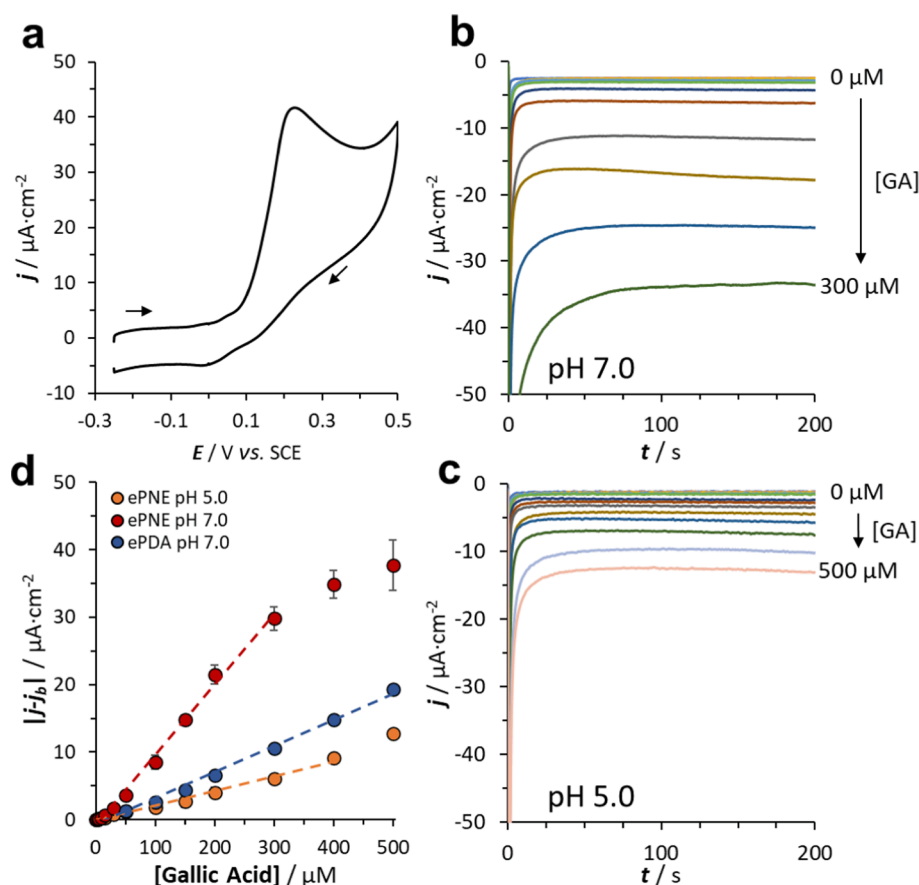 a
50
40
30
20
10
0
-10
j / µA·cm-2
-0.3
-0.1
0.1
0.3
0.5
E / V vs. SCE
b
0
-10
-20
-30
-40
-50
j / µA·cm-2
0 µM
[GA]
300 µM
pH 7.0
0
100
200
t / s
d
50
40
30
20
10
0
|j-jb| / µA·cm-2
ePNE pH 5.0
ePNE pH 7.0
ePDA pH 7.0
0
100
200
300
400
500
[Gallic Acid] / µM
c
0
-10
-20
-30
-40
-50
j / µA·cm-2
0 µM
[GA]
500 µM
pH 5.0
0
100
200
t / s